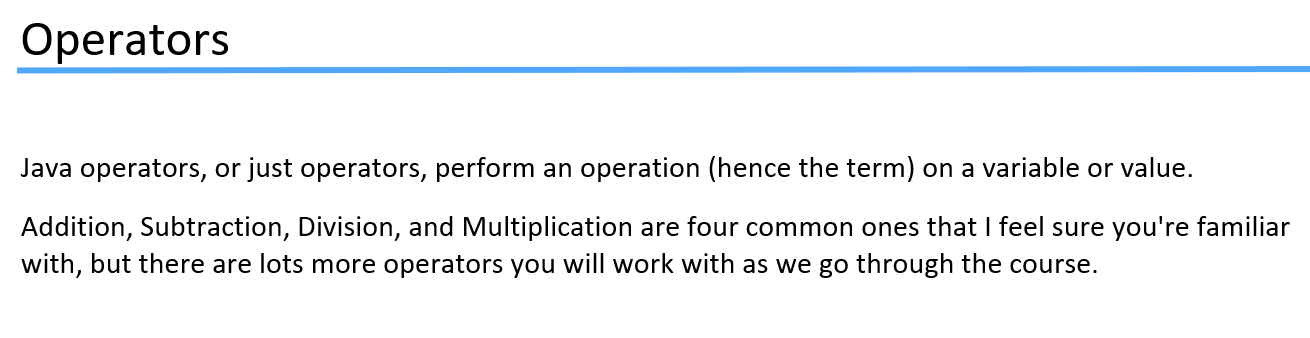 Operators
Java operators, or just operators, perform an operation (hence the term) on a variable or value.
Addition, Subtraction, Division, and Multiplication are four common ones that I feel sure you're familiar
with, but there are lots more operators you will work with as we go through the course.